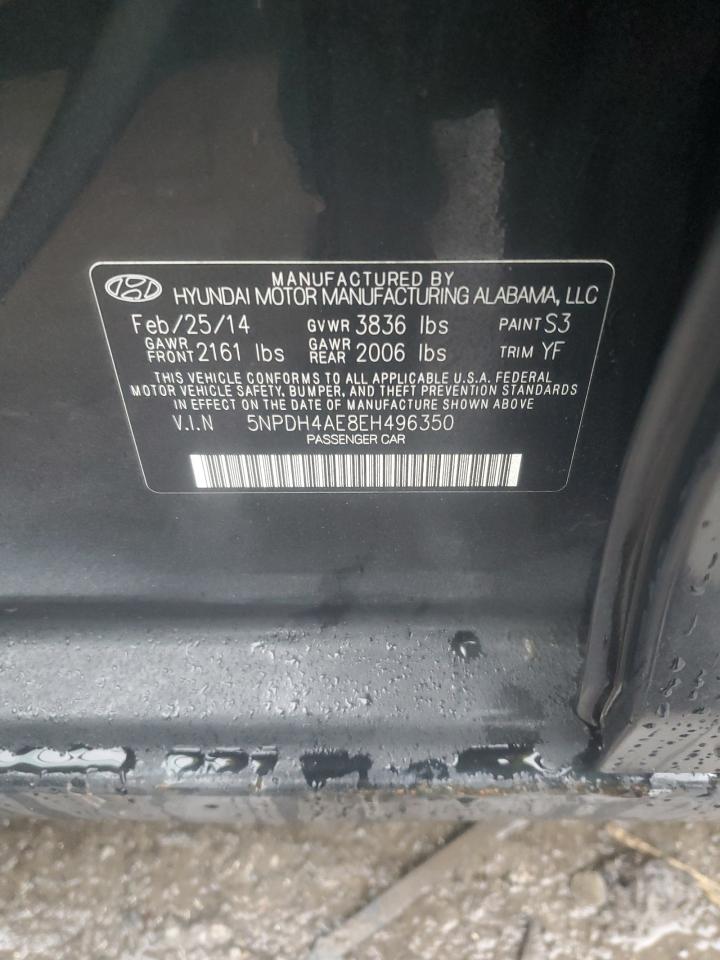 MANUFACTURED BY
HYUNDAI MOTOR MANUFACTURING ALABAMA, LLC
Feb/25/14 GVWR 3836 lbs PAINT S3
GAWR FRONT 2161 lbs GAWR REAR 2006 lbs TRIM YF
THIS VEHICLE CONFORMS TO ALL APPLICABLE U.S.A. FEDERAL
MOTOR VEHICLE SAFETY, BUMPER, AND THEFT PREVENTION STANDARDS
IN EFFECT ON THE DATE OF MANUFACTURE SHOWN ABOVE
V.I.N 5NPDH4AE8EH496350
PASSENGER CAR